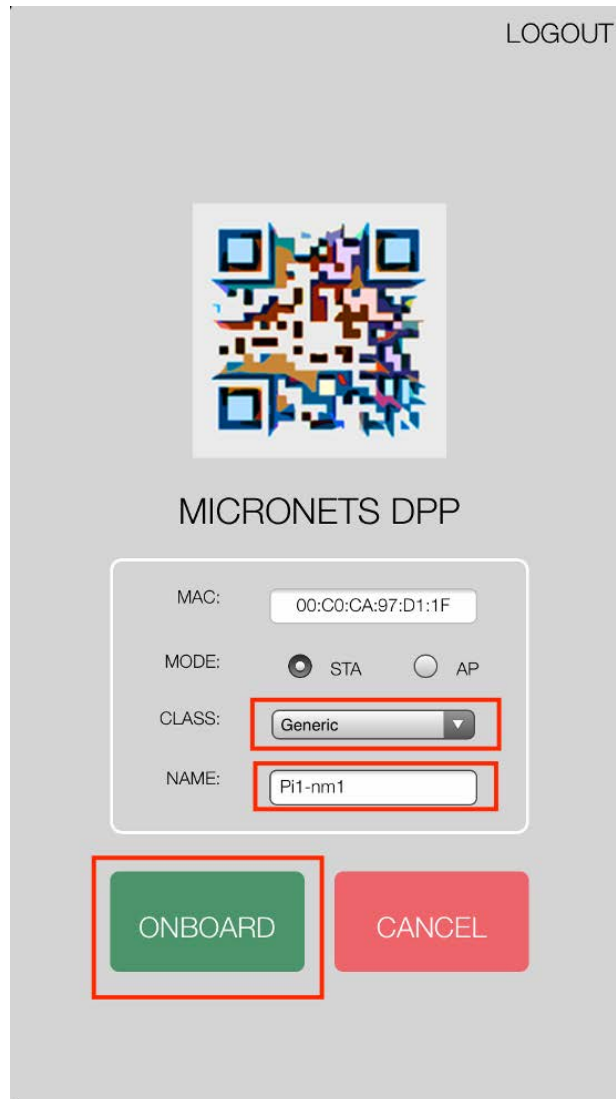 LOGOUT
MICRONETS DPP
MAC: 00:C0:CA:97:D1:1F
MODE: STA AP
CLASS: Generic
NAME: Pi1-nm1
ONBOARD CANCEL